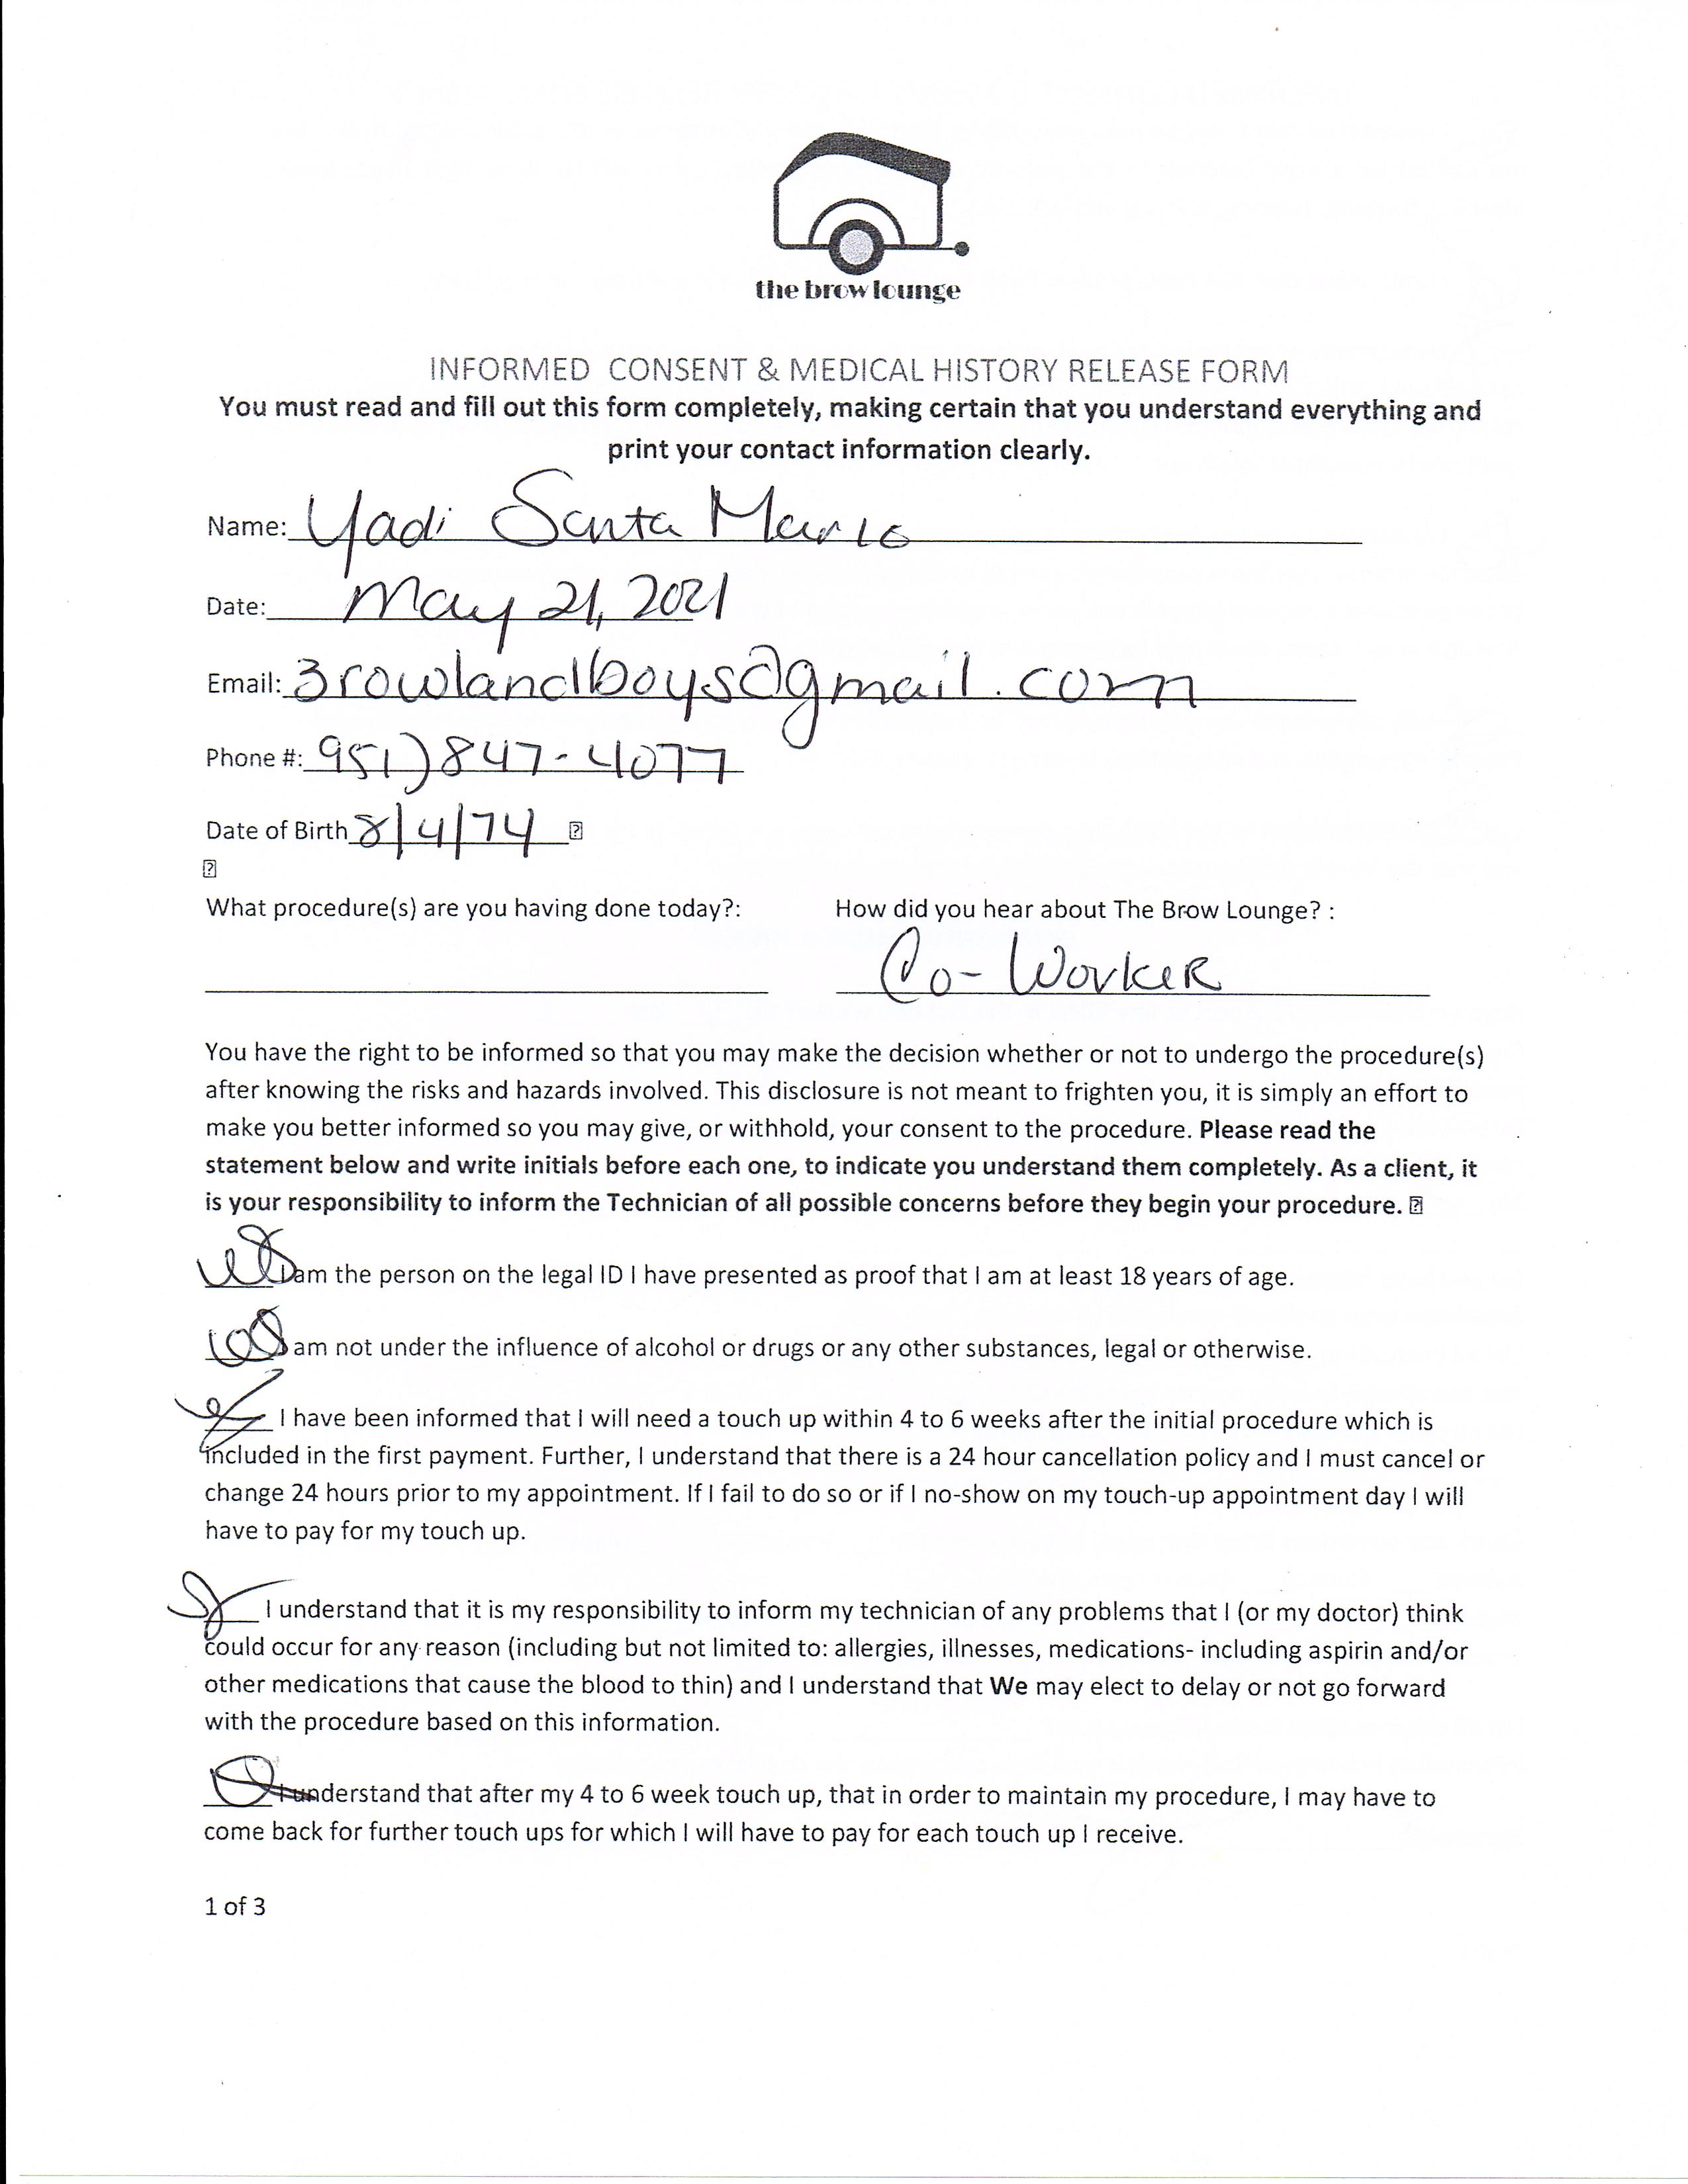 the brow lounge
INFORMED CONSENT & MEDICAL HISTORY RELEASE FORM
You must read and fill out this form completely, making certain that you understand everything and
print your contact information clearly.
Name: Yadi Santa Maria
Date: May 21, 2021
Email: 3rowlandboys@gmail.com
Phone #: 951) 847-4077
Date of Birth 8/4/74
What procedure(s) are you having done today?: How did you hear about The Brow Lounge? :
Co-Worker
You have the right to be informed so that you may make the decision whether or not to undergo the procedure(s)
after knowing the risks and hazards involved. This disclosure is not meant to frighten you, it is simply an effort to
make you better informed so you may give, or withhold, your consent to the procedure. Please read the
statement below and write initials before each one, to indicate you understand them completely. As a client, it
is your responsibility to inform the Technician of all possible concerns before they begin your procedure.
I am the person on the legal ID I have presented as proof that I am at least 18 years of age.
I am not under the influence of alcohol or drugs or any other substances, legal or otherwise.
I have been informed that I will need a touch up within 4 to 6 weeks after the initial procedure which is
included in the first payment. Further, I understand that there is a 24 hour cancellation policy and I must cancel or
change 24 hours prior to my appointment. If I fail to do so or if I no-show on my touch-up appointment day I will
have to pay for my touch up.
I understand that it is my responsibility to inform my technician of any problems that I (or my doctor) think
could occur for any reason (including but not limited to: allergies, illnesses, medications- including aspirin and/or
other medications that cause the blood to thin) and I understand that We may elect to delay or not go forward
with the procedure based on this information.
I understand that after my 4 to 6 week touch up, that in order to maintain my procedure, I may have to
come back for further touch ups for which I will have to pay for each touch up I receive.
1 of 3